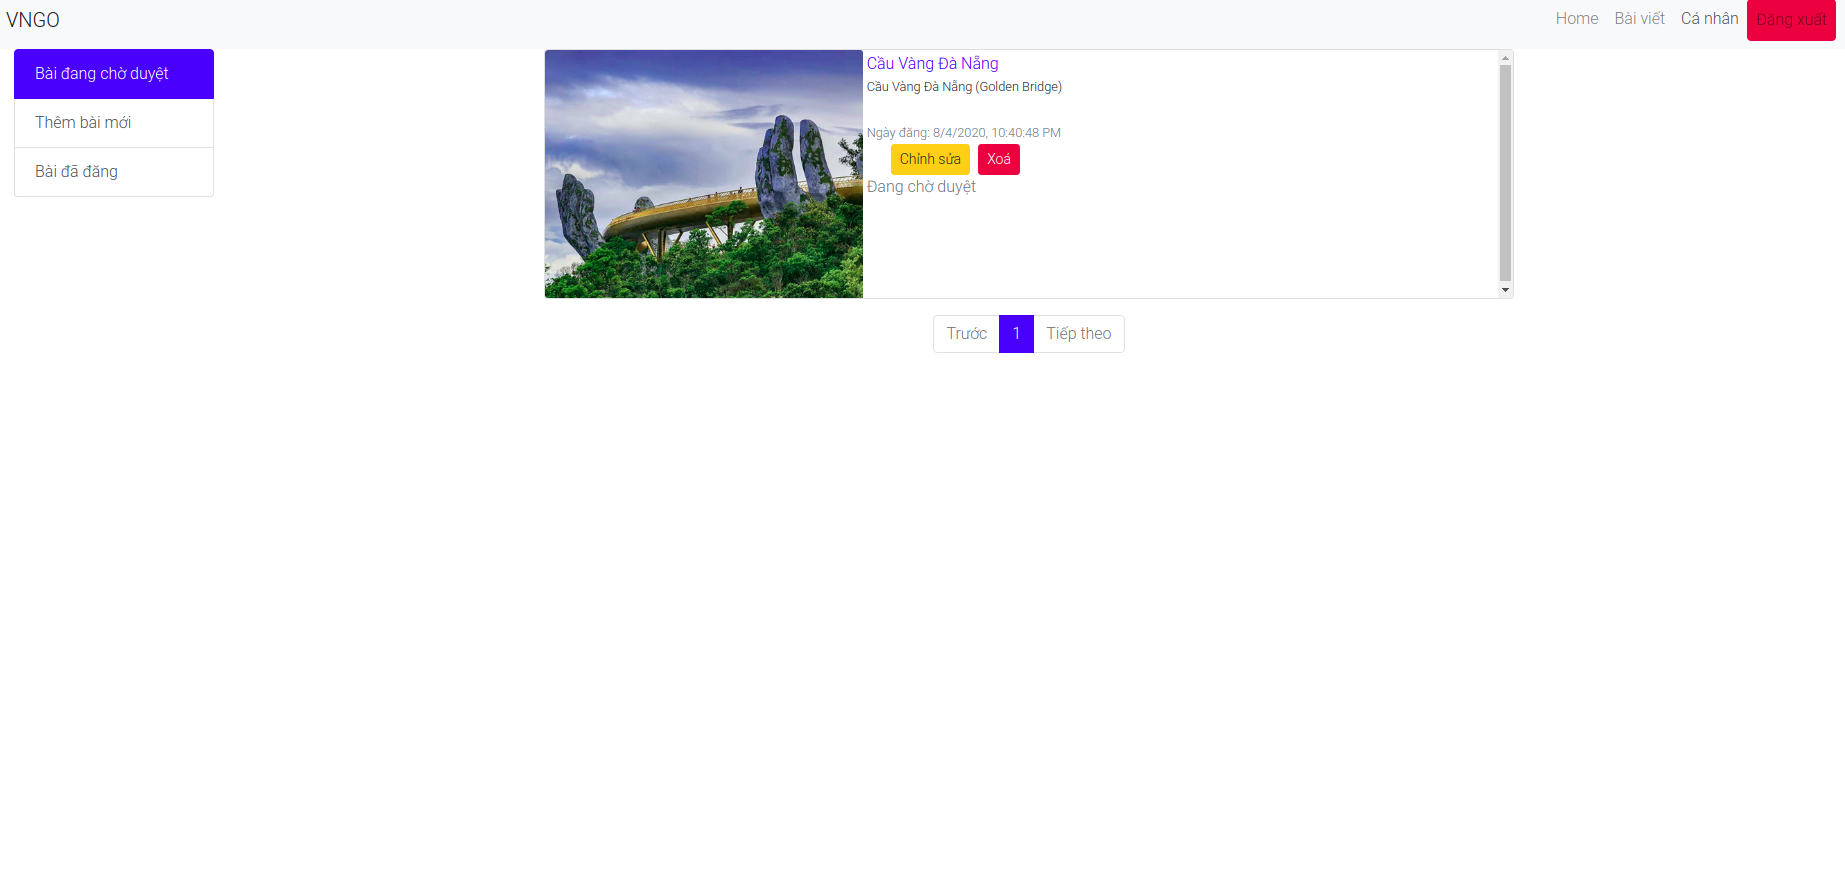 VNGO
Home
Bài viết
Cá nhân
Đăng xuất
Bài đang chờ duyệt
Thêm bài mới
Bài đã đăng
Cầu Vàng Đà Nẵng
Cầu Vàng Đà Nẵng (Golden Bridge)
Ngày đăng: 8/4/2020, 10:40:48 PM
Chỉnh sửa
Xoá
Đang chờ duyệt
Trước
1
Tiếp theo